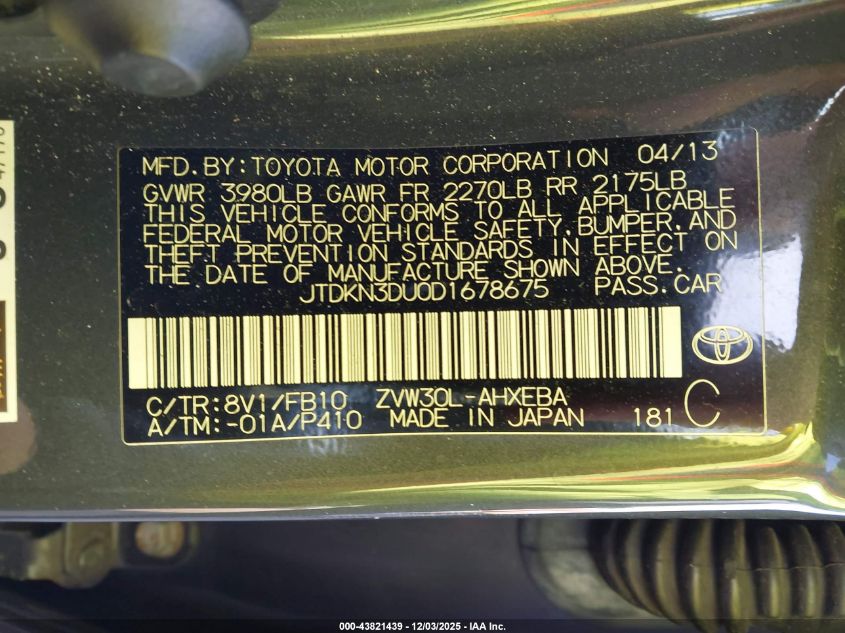 MFD.BY:TOYOTA MOTOR CORPORATION 04/13
GVWR 3980LB GAWR FR 2270LB RR 2175LB
THIS VEHICLE CONFORMS TO ALL APPLICABLE
FEDERAL MOTOR VEHICLE SAFETY,BUMPER,AND
THEFT PREVENTION STANDARDS IN EFFECT ON
THE DATE OF MANUFACTURE SHOWN ABOVE.
JTDKN3DU0D1678675 PASS.CAR
C/TR:8V1/FB10 ZVW30L-AHXEBA
A/TM:-01A/P410 MADE IN JAPAN 181 C
000-43821439 - 12/03/2025 - IAA Inc.